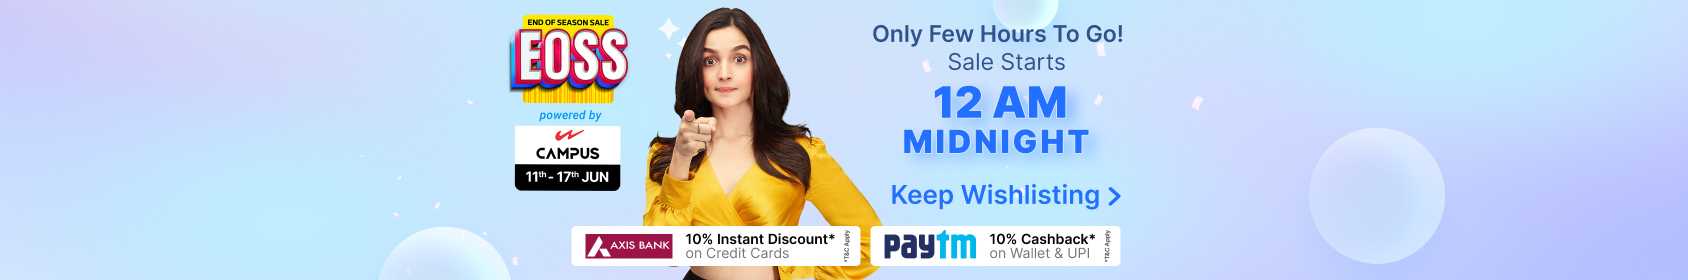 END OF SEASON SALE
EOSS
powered by
CAMPUS
11th - 17th JUN
Only Few Hours To Go!
Sale Starts
12 AM
MIDNIGHT
Keep Wishlisting >
AXIS BANK
10% Instant Discount*
on Credit Cards
*T&C Apply
paytm
10% Cashback*
on Wallet & UPI
*T&C Apply